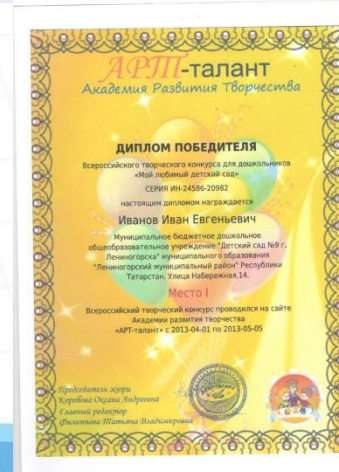 АРТ-талант
Академия Развития Творчества
ДИПЛОМ ПОБЕДИТЕЛЯ
Всероссийского творческого конкурса для дошкольников
«Мой любимый детский сад»
СЕРИЯ ИН-24586-20982
настоящим дипломом награждается
Иванов Иван Евгеньевич
Муниципальное бюджетное дошкольное
общеобразовательное учреждение "Детский сад №9 г.
Лениногорска" муниципального образования
"Лениногорский муниципальный район" Республики
Татарстан, Улица Набережная,14.
Место I
Всероссийский творческий конкурс проводился на сайте
Академии развития творчества
«АРТ-талант» с 2013-04-01 по 2013-05-05
Председатель жюри
Коробова Оксана Андреевна
Главный редактор
Филиппова Татьяна Владимировна